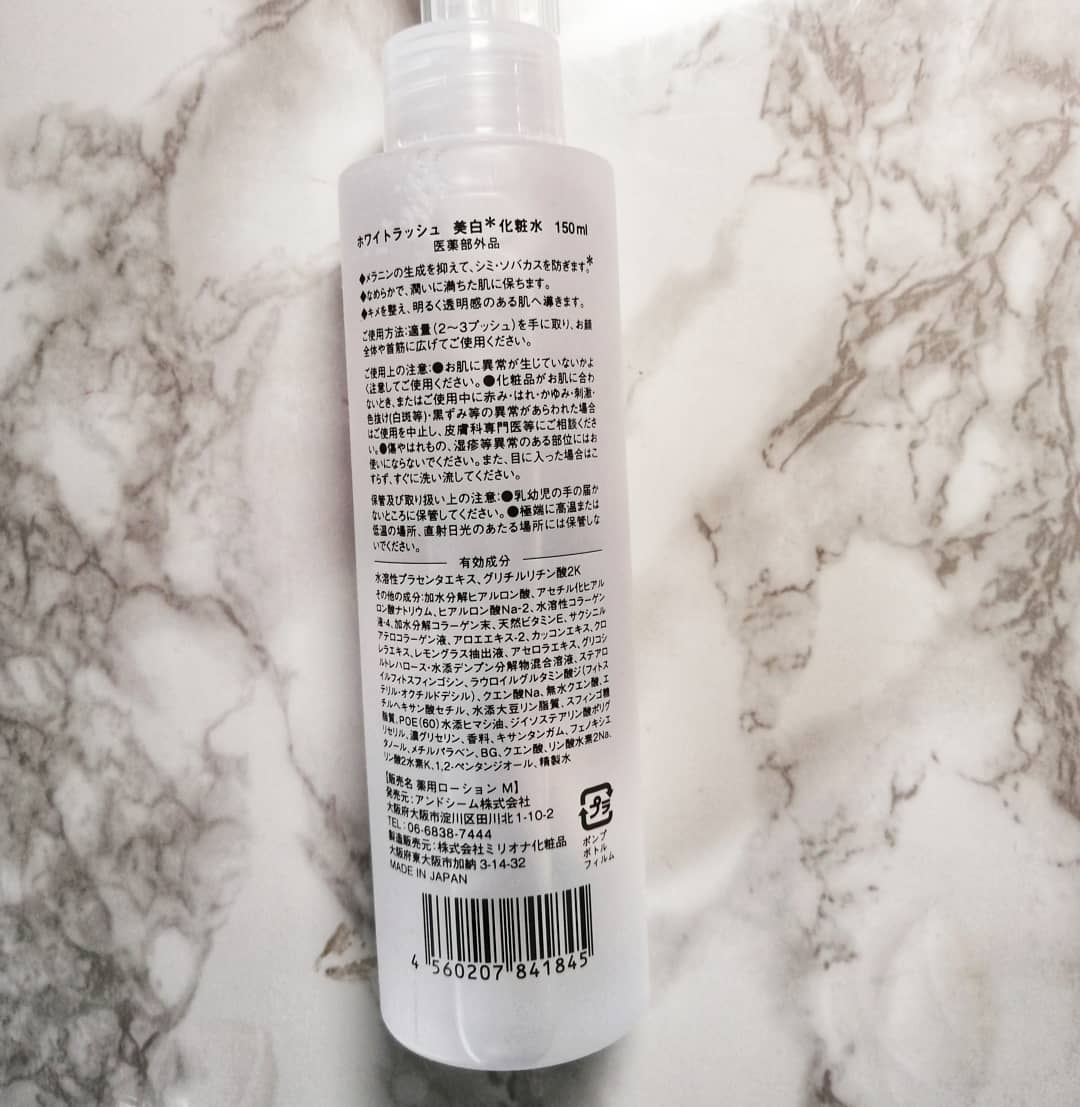 ホワイトラッシュ 美白*化粧水 150ml
医薬部外品
◆メラニンの生成を抑えて、シミ・ソバカスを防ぎます。*
◆なめらかで、潤いに満ちた肌に保ちます。
◆キメを整え、明るく透明感のある肌へ導きます。
ご使用方法:適量(2〜3プッシュ)を手に取り、お顔
全体や首筋に広げてご使用ください。
ご使用上の注意:●お肌に異常が生じていないかよ
く注意してご使用ください。●化粧品がお肌に合わ
ないとき、またはご使用中に赤み・はれ・かゆみ・刺激・
色抜け(白斑等)・黒ずみ等の異常があらわれた場合
はご使用を中止し、皮膚科専門医等にご相談くださ
い。●傷やはれもの、湿疹等異常のある部位にはお
使いにならないでください。また、目に入った場合はこ
すらず、すぐに洗い流してください。
保管及び取り扱い上の注意:●乳幼児の手の届か
ないところに保管してください。●極端に高温または
低温の場所、直射日光のあたる場所には保管しな
いでください。
有効成分
水溶性プラセンタエキス、グリチルリチン酸2K
その他の成分:加水分解ヒアルロン酸、アセチル化ヒアル
ロン酸ナトリウム、ヒアルロン酸Na-2、水溶性コラーゲン
液-4、加水分解コラーゲン末、天然ビタミンE、サクシニル
アテロコラーゲン液、アロエエキス-2、カッコンエキス、クロ
レラエキス、レモングラス抽出液、アセロラエキス、グリコシ
ルトレハロース・水添デンプン分解物混合溶液、ステアロ
イルフィトスフィンゴシン、ラウロイルグルタミン酸ジ(フィトス
テリル・オクチルドデシル)、クエン酸Na、無水クエン酸、エ
チルヘキサン酸セチル、水添大豆リン脂質、スフィンゴ糖
脂質、POE(60)水添ヒマシ油、ジイソステアリン酸ポリグ
リセリル、濃グリセリン、香料、キサンタンガム、フェノキシエ
タノール、メチルパラベン、BG、クエン酸、リン酸水素2Na、
リン酸2水素K、1,2-ペンタンジオール、精製水
【販売名 薬用ローション M】
発売元:アンドシーム株式会社
大阪府大阪市淀川区田川北1-10-2
TEL:06-6838-7444
製造販売元:株式会社ミリオナ化粧品
大阪府東大阪市加納3-14-32
MADE IN JAPAN
プラ
ポンプ
ボトル
フィルム
4 560207 841845